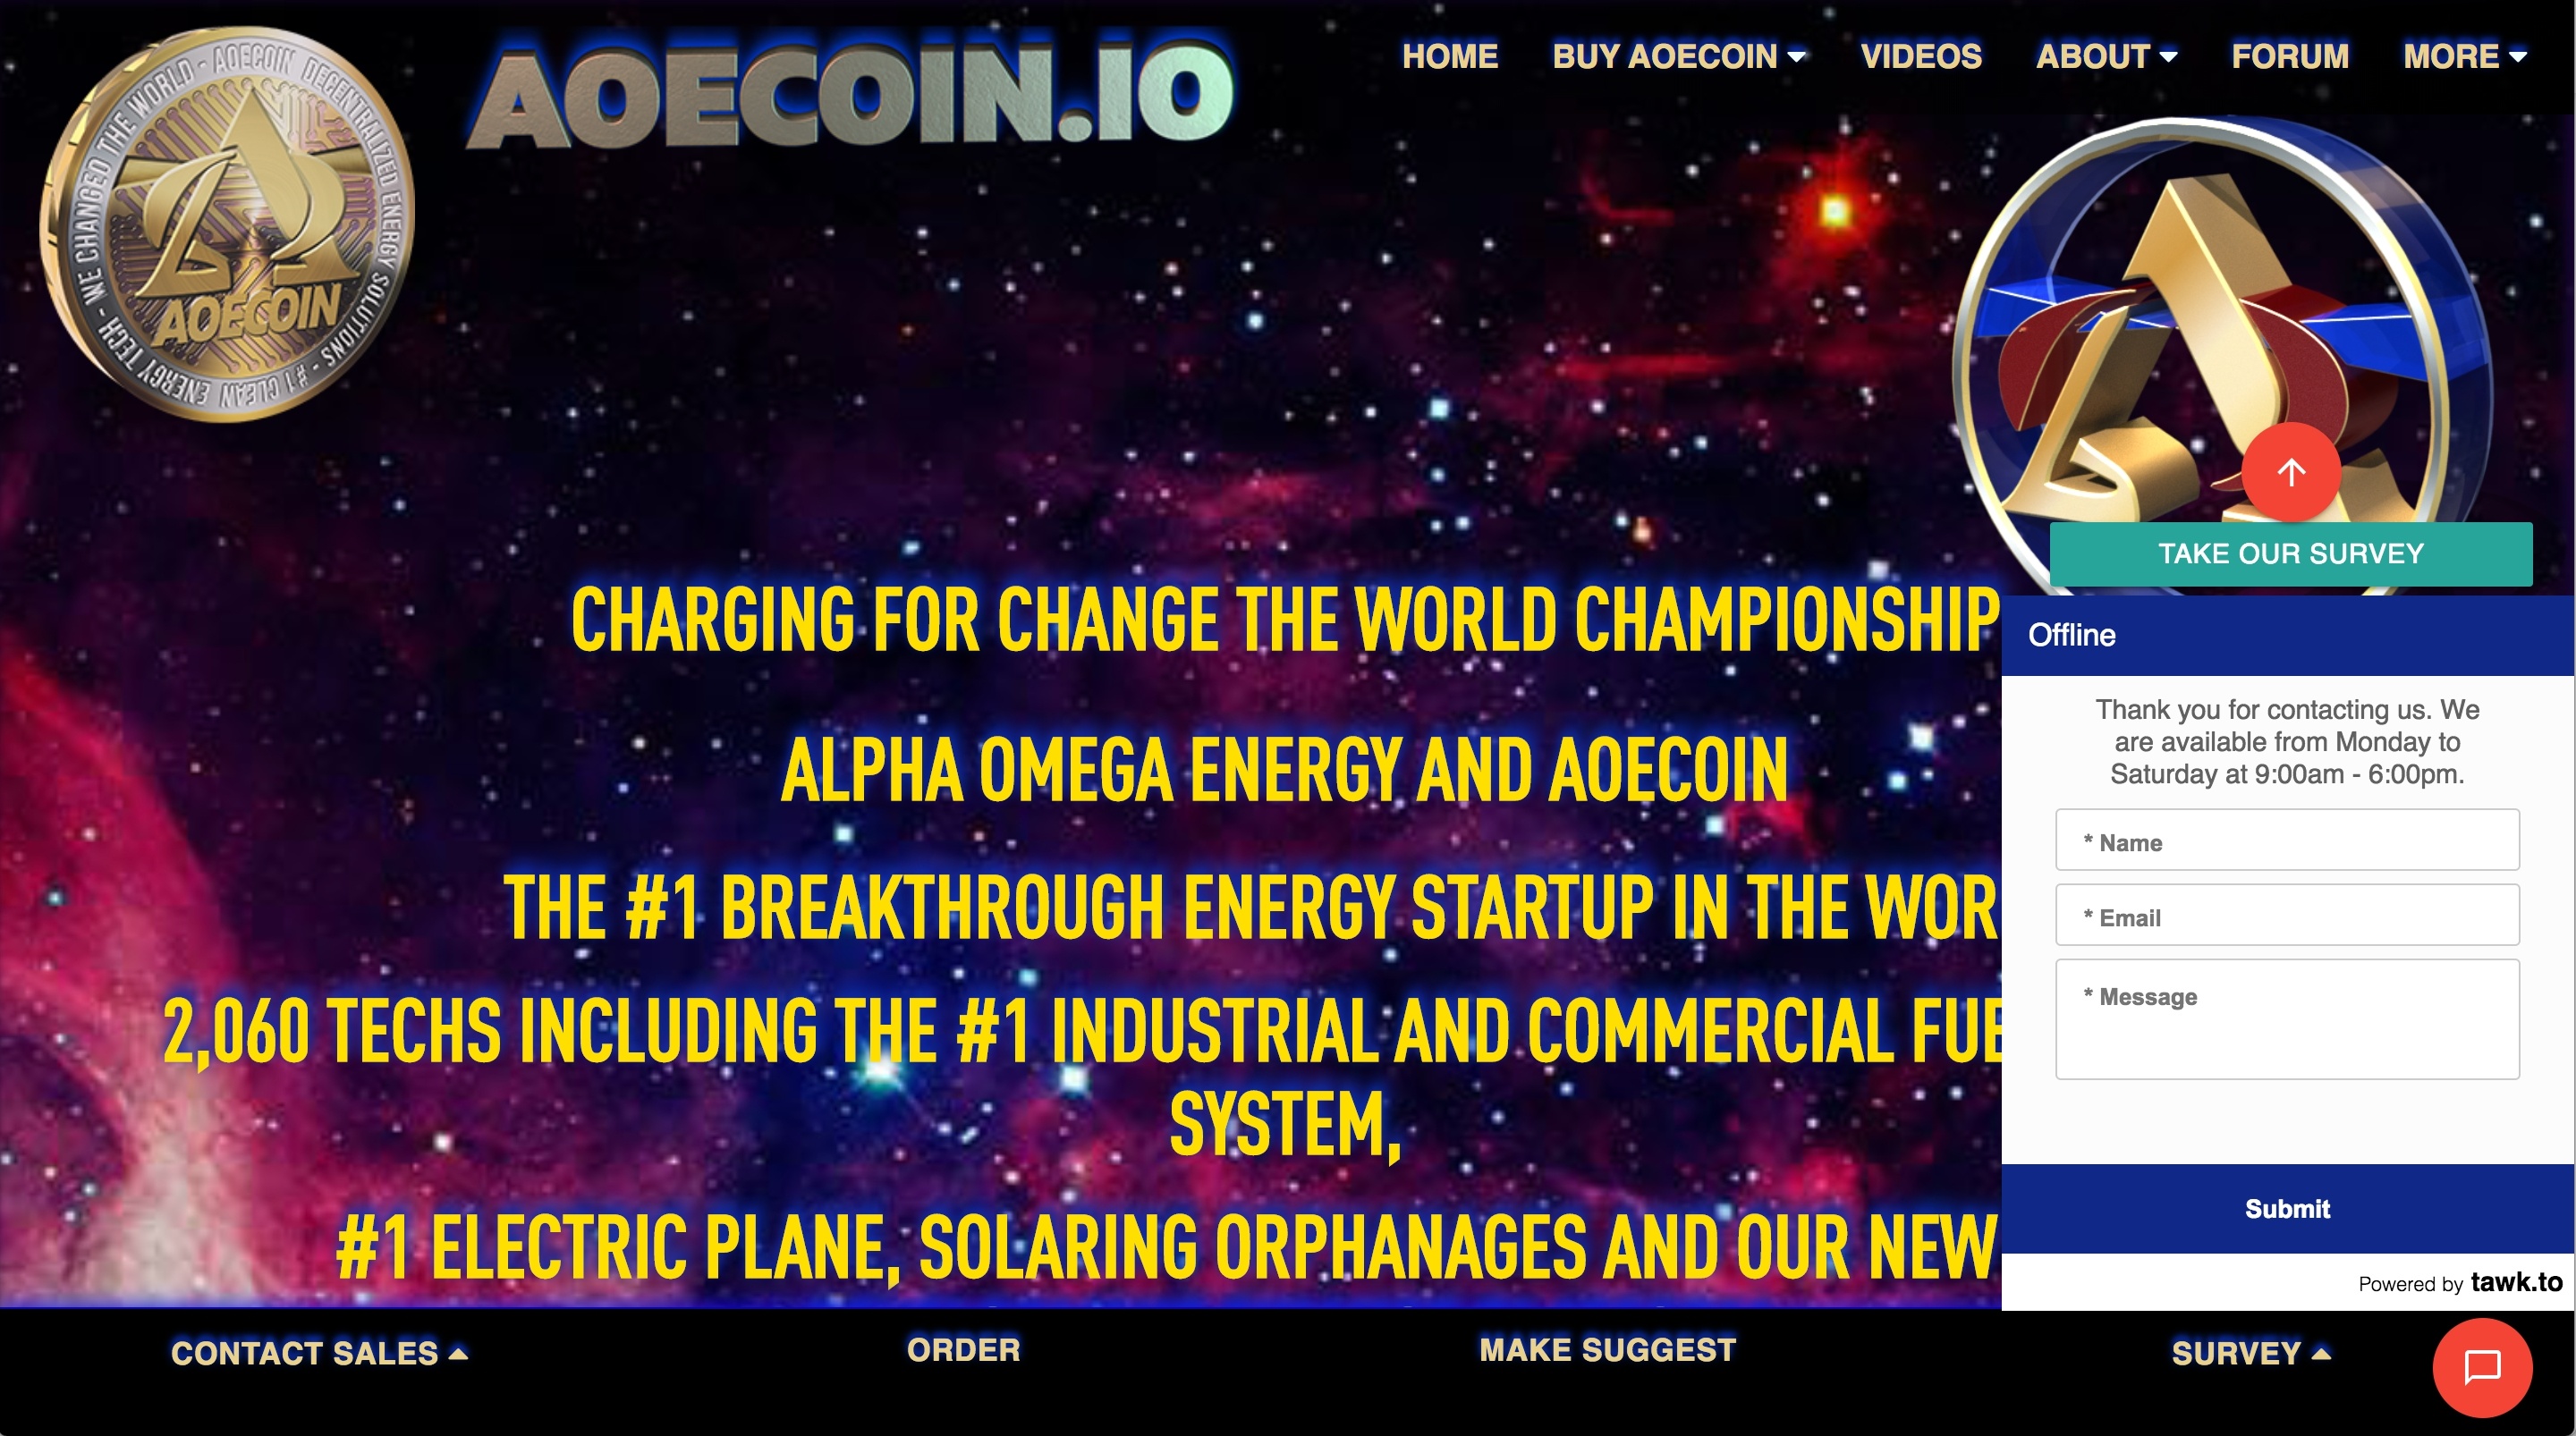 WE CHANGED THE WORLD - AOECOIN DECENTRALIZED ENERGY SOLUTIONS - #1 CLEAN ENERGY TECH -
AOECOIN
AOECOIN.IO
HOME
BUY AOECOIN
VIDEOS
ABOUT
FORUM
MORE
TAKE OUR SURVEY
CHARGING FOR CHANGE THE WORLD CHAMPIONSHIP
ALPHA OMEGA ENERGY AND AOECOIN
THE #1 BREAKTHROUGH ENERGY STARTUP IN THE WOR
2,060 TECHS INCLUDING THE #1 INDUSTRIAL AND COMMERCIAL FUE
SYSTEM,
#1 ELECTRIC PLANE, SOLARING ORPHANAGES AND OUR NEW
Offline
Thank you for contacting us. We
are available from Monday to
Saturday at 9:00am - 6:00pm.
* Name
* Email
* Message
Submit
Powered by tawk.to
CONTACT SALES
ORDER
MAKE SUGGEST
SURVEY